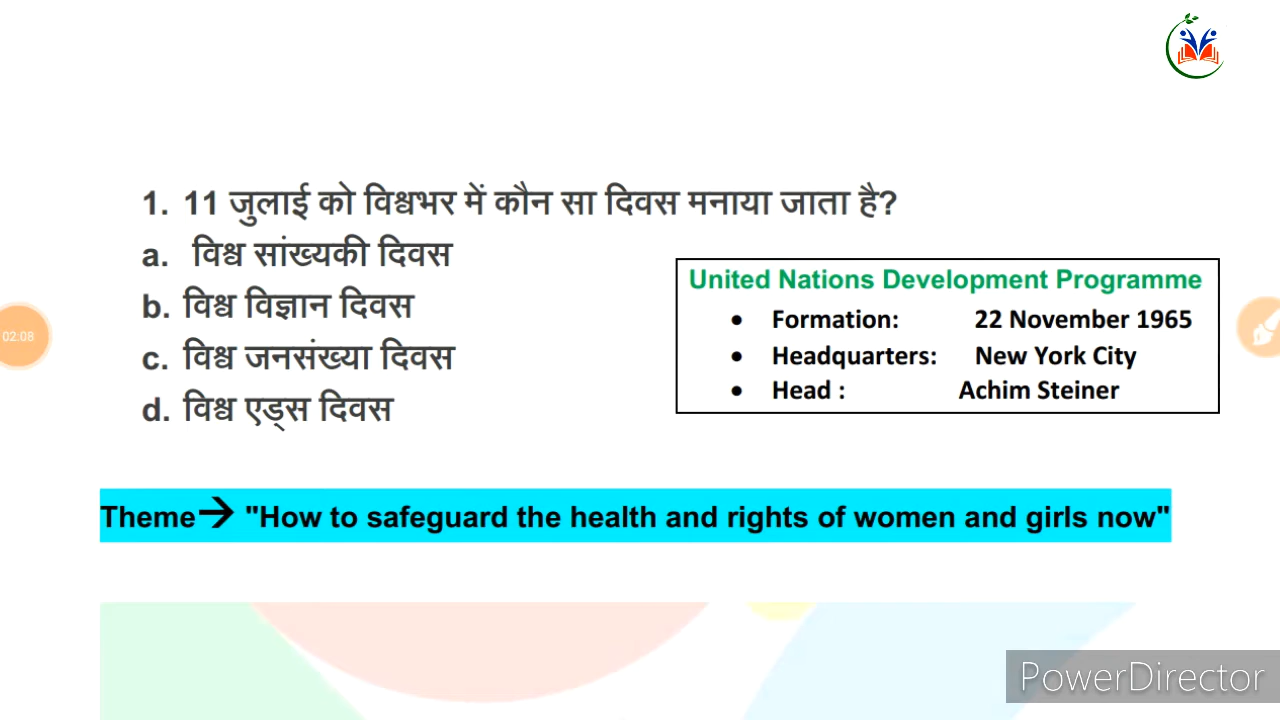 1. 11 जुलाई को विश्वभर में कौन सा दिवस मनाया जाता है?
a. विश्व सांख्यकी दिवस
b. विश्व विज्ञान दिवस
c. विश्व जनसंख्या दिवस
d. विश्व एड्स दिवस
United Nations Development Programme
• Formation: 22 November 1965
• Headquarters: New York City
• Head : Achim Steiner
Theme→ "How to safeguard the health and rights of women and girls now"
02:08
PowerDirector